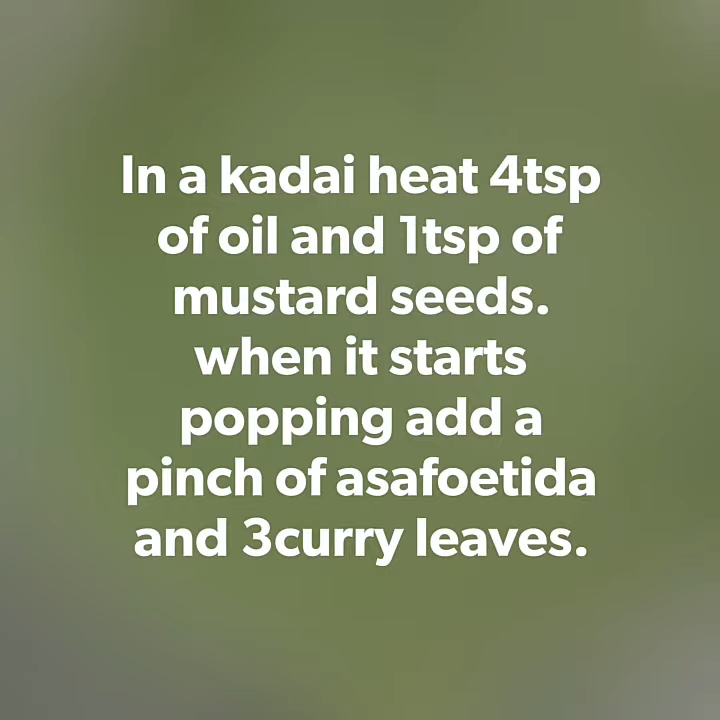 In a kadai heat 4tsp
of oil and 1tsp of
mustard seeds.
when it starts
popping add a
pinch of asafoetida
and 3curry leaves.